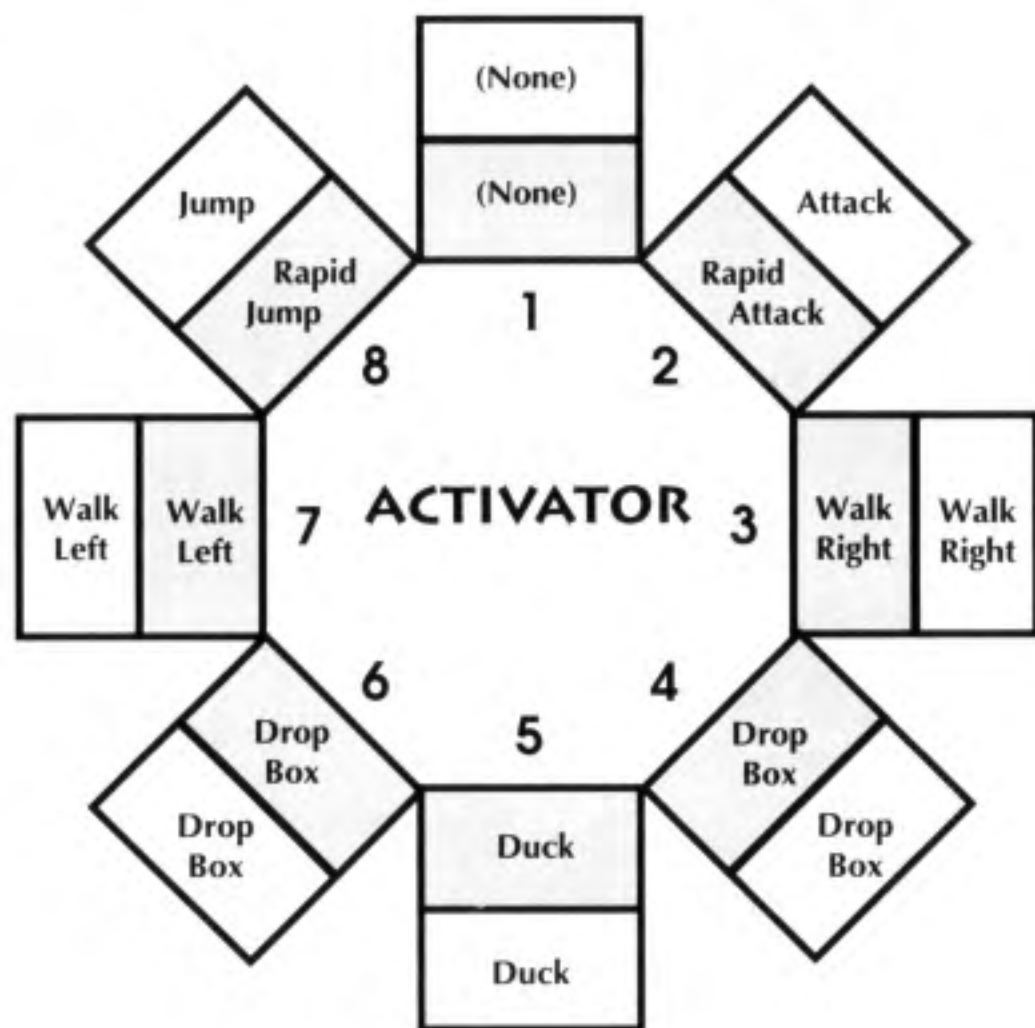 (None)
(None)
Jump
Rapid
Jump
Rapid
Attack
Attack
1
8
2
Walk
Left
Walk
Left
7
ACTIVATOR
3
Walk
Right
Walk
Right
6
5
4
Drop
Box
Drop
Box
Duck
Duck
Drop
Box
Drop
Box